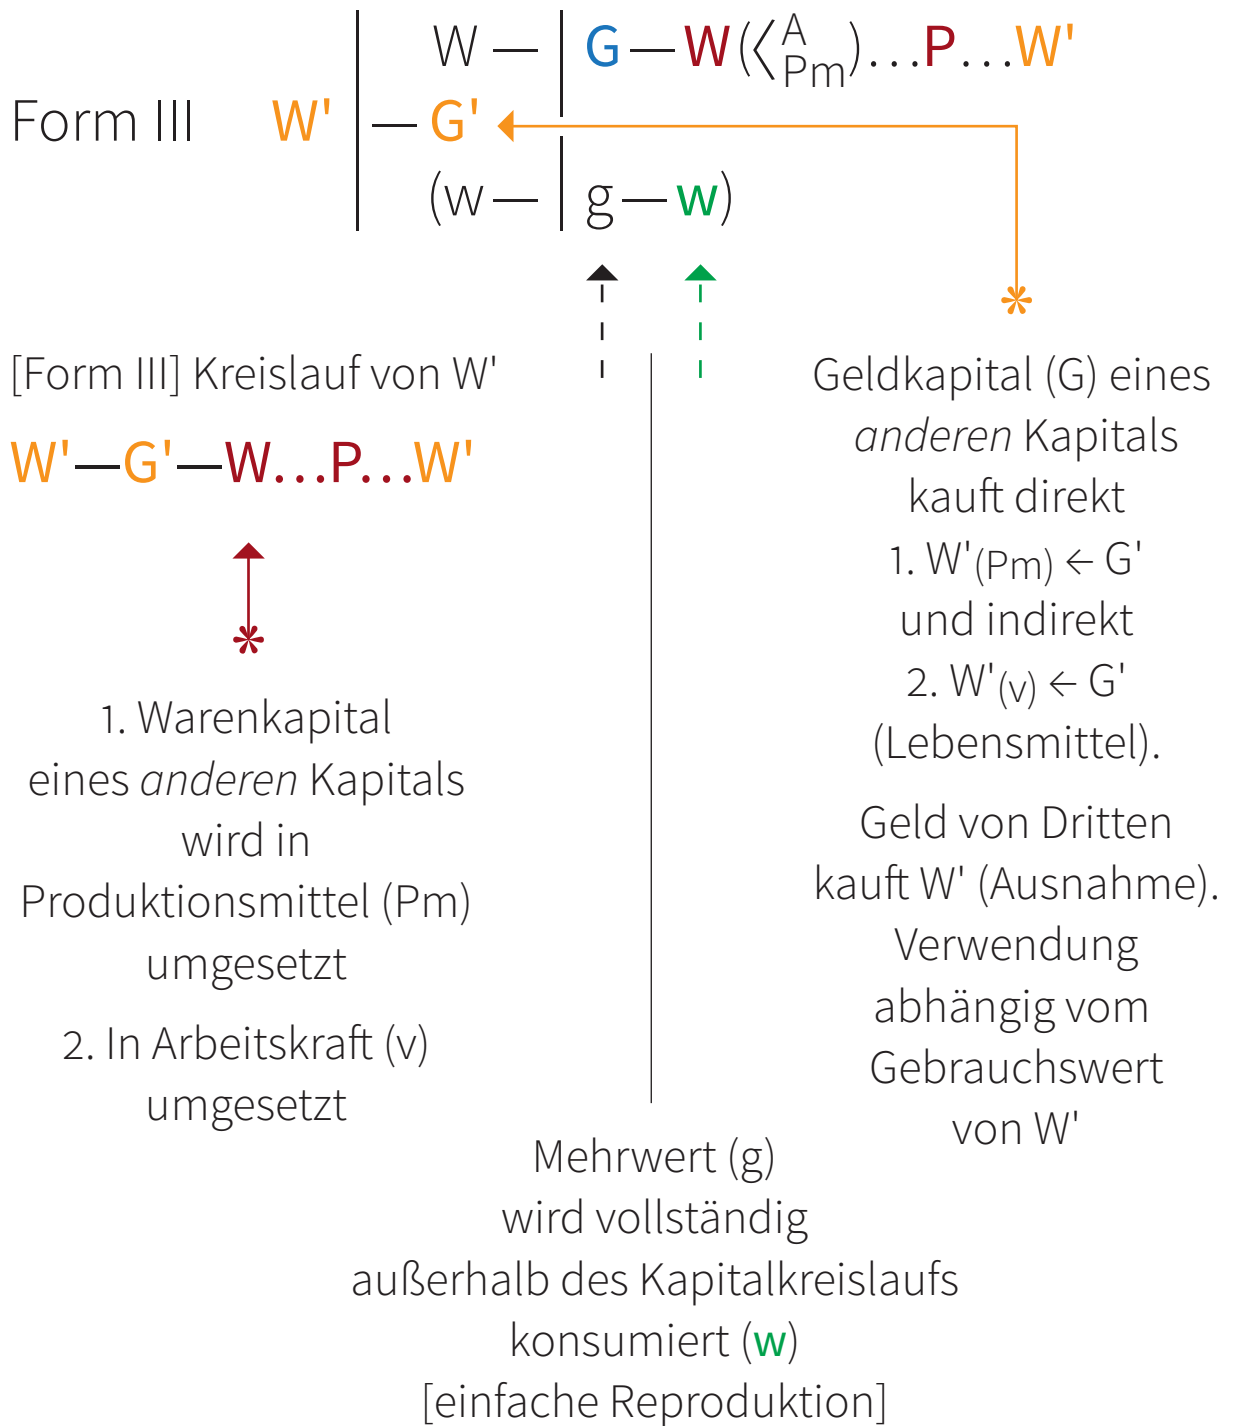 W — | G — W (< A Pm) ...P...W'
Form III W' | — G'
(w — | g — w)
*
[Form III] Kreislauf von W'
W'—G'—W...P...W'
*
1. Warenkapital
eines anderen Kapitals
wird in
Produktionsmittel (Pm)
umgesetzt
2. In Arbeitskraft (v)
umgesetzt
Geldkapital (G) eines
anderen Kapitals
kauft direkt
1. W'(Pm) ← G'
und indirekt
2. W'(v) ← G'
(Lebensmittel).
Geld von Dritten
kauft W' (Ausnahme).
Verwendung
abhängig vom
Gebrauchswert
von W'
Mehrwert (g)
wird vollständig
außerhalb des Kapitalkreislaufs
konsumiert (w)
[einfache Reproduktion]